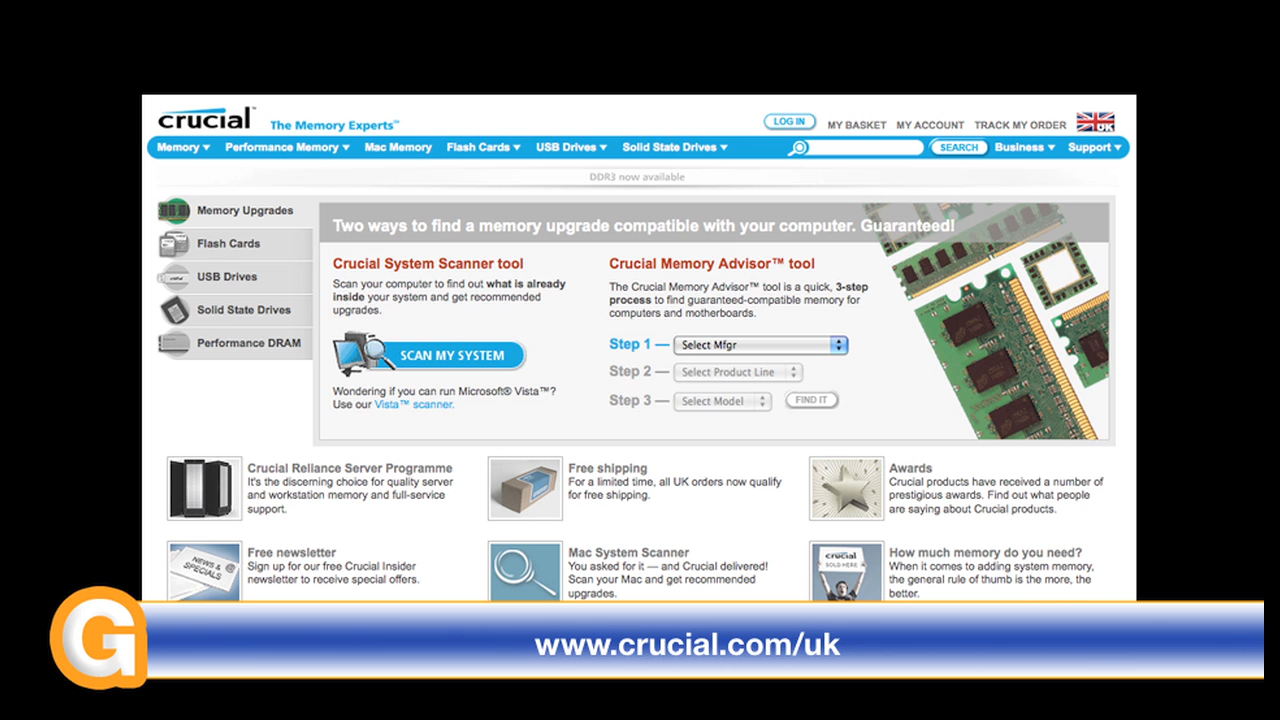 crucial™ The Memory Experts™
LOG IN MY BASKET MY ACCOUNT TRACK MY ORDER UK
Memory Performance Memory Mac Memory Flash Cards USB Drives Solid State Drives SEARCH Business Support
DDR3 now available
Memory Upgrades
Flash Cards
USB Drives
Solid State Drives
Performance DRAM
Two ways to find a memory upgrade compatible with your computer. Guaranteed!
Crucial System Scanner tool
Scan your computer to find out what is already
inside your system and get recommended
upgrades.
SCAN MY SYSTEM
Wondering if you can run Microsoft® Vista™?
Use our Vista™ scanner.
Crucial Memory Advisor™ tool
The Crucial Memory Advisor™ tool is a quick, 3-step
process to find guaranteed-compatible memory for
computers and motherboards.
Step 1 — Select Mfgr
Step 2 — Select Product Line
Step 3 — Select Model FIND IT
Crucial Reliance Server Programme
It's the discerning choice for quality server
and workstation memory and full-service
support.
Free shipping
For a limited time, all UK orders now qualify
for free shipping.
Awards
Crucial products have received a number of
prestigious awards. Find out what people
are saying about Crucial products.
NEWS &
SPECIALS
Free newsletter
Sign up for our free Crucial Insider
newsletter to receive special offers.
Mac System Scanner
You asked for it — and Crucial delivered!
Scan your Mac and get recommended
upgrades.
crucial
SOLD HERE
How much memory do you need?
When it comes to adding system memory,
the general rule of thumb is the more, the
better.
G
www.crucial.com/uk